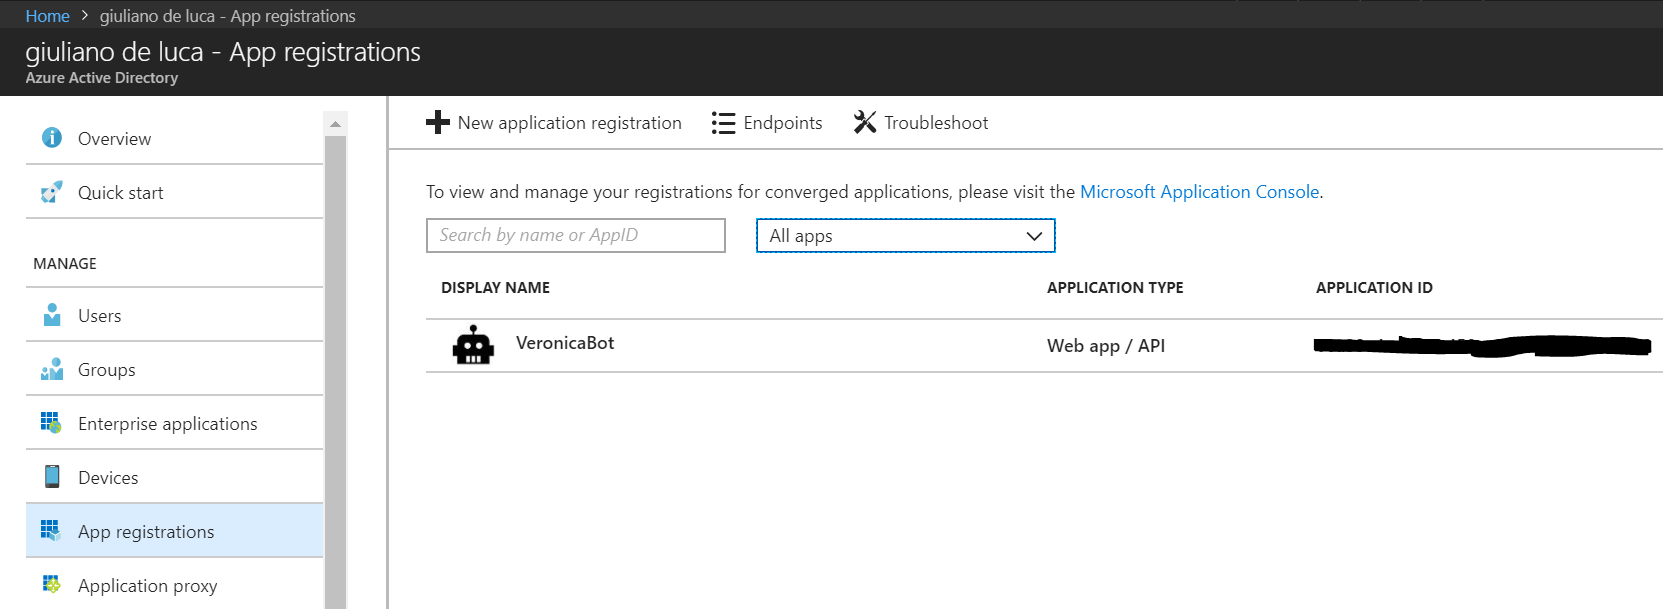 Home > giuliano de luca - App registrations
giuliano de luca - App registrations
Azure Active Directory
Overview
Quick start
MANAGE
Users
Groups
Enterprise applications
Devices
App registrations
Application proxy
New application registration Endpoints Troubleshoot
To view and manage your registrations for converged applications, please visit the Microsoft Application Console.
Search by name or AppID All apps
DISPLAY NAME APPLICATION TYPE APPLICATION ID
VeronicaBot Web app / API